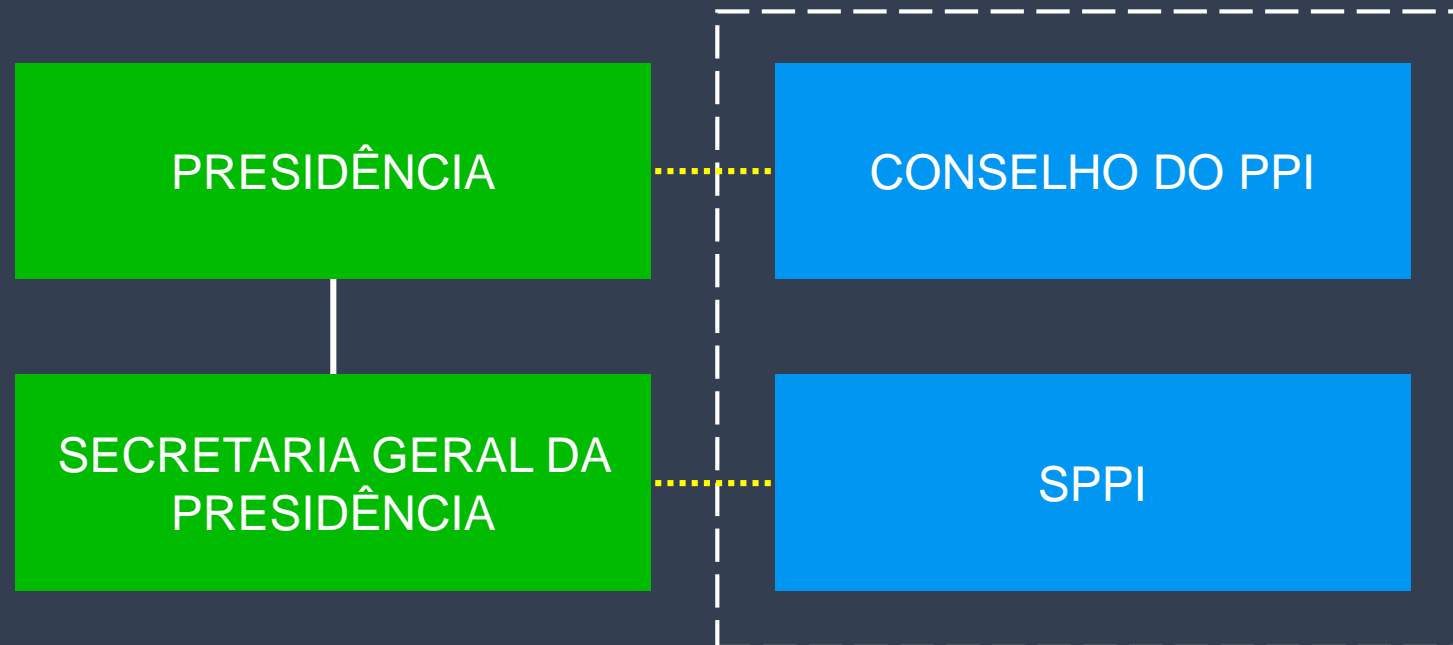 PRESIDÊNCIA
CONSELHO DO PPI
SECRETARIA GERAL DA
PRESIDÊNCIA
SPPI